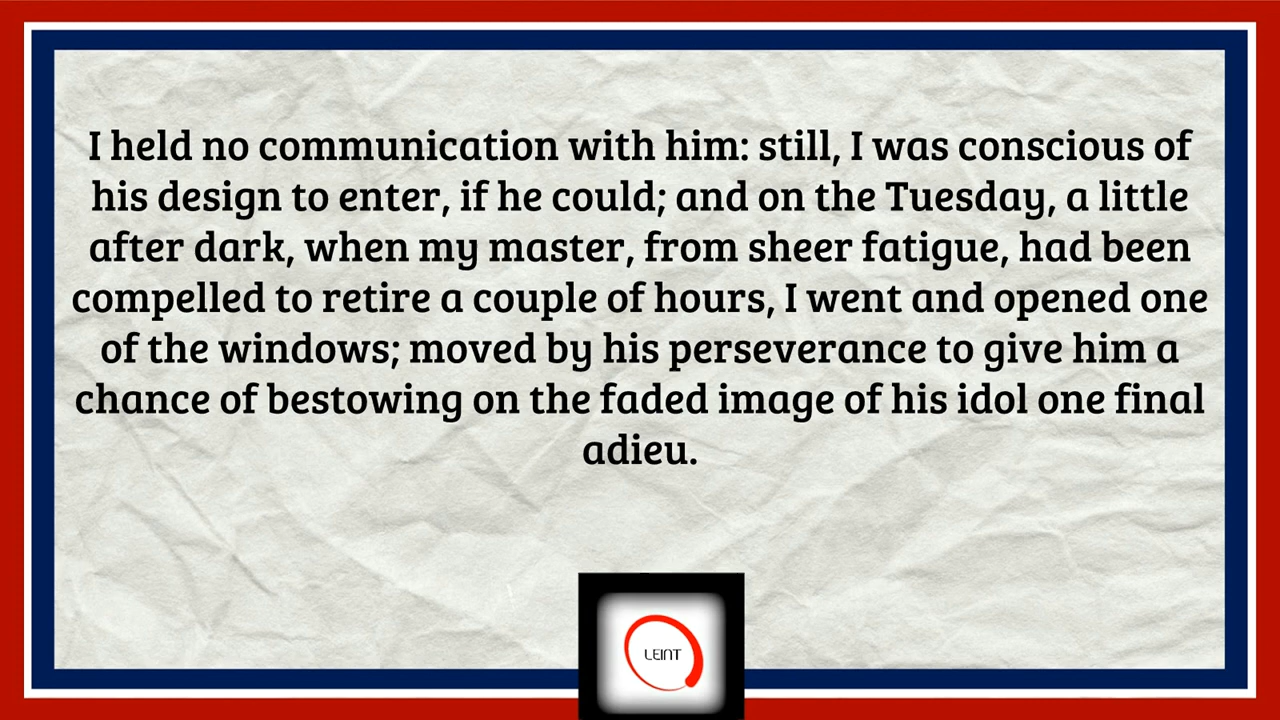 I held no communication with him: still, I was conscious of
his design to enter, if he could; and on the Tuesday, a little
after dark, when my master, from sheer fatigue, had been
compelled to retire a couple of hours, I went and opened one
of the windows; moved by his perseverance to give him a
chance of bestowing on the faded image of his idol one final
adieu.
LEINT